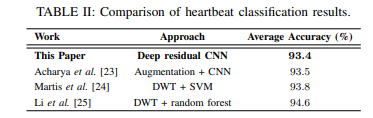 TABLE II: Comparison of heartbeat classification results.
Work Approach Average Accuracy (%)
This Paper Deep residual CNN 93.4
Acharya et al. [23] Augmentation + CNN 93.5
Martis et al. [24] DWT + SVM 93.8
Li et al. [25] DWT + random forest 94.6